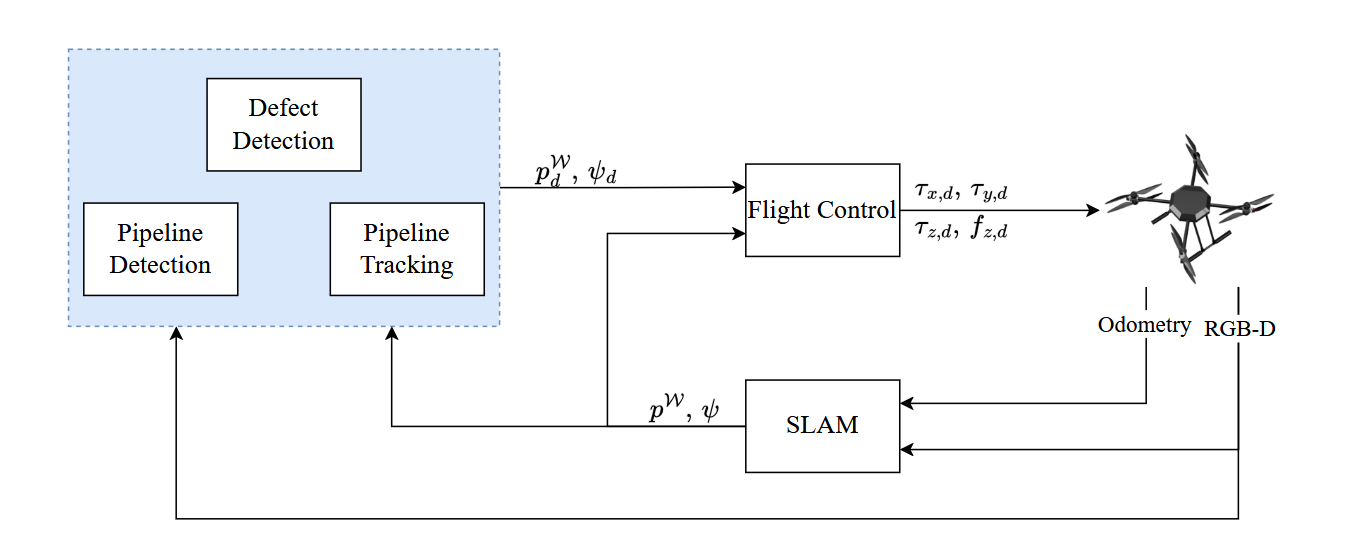 Defect
Detection
Pipeline
Detection
Pipeline
Tracking
$p_d^{\mathcal{W}}, \psi_d$
Flight Control
$\tau_{x,d}, \tau_{y,d}$
$\tau_{z,d}, f_{z,d}$
Odometry
RGB-D
$p^{\mathcal{W}}, \psi$
SLAM